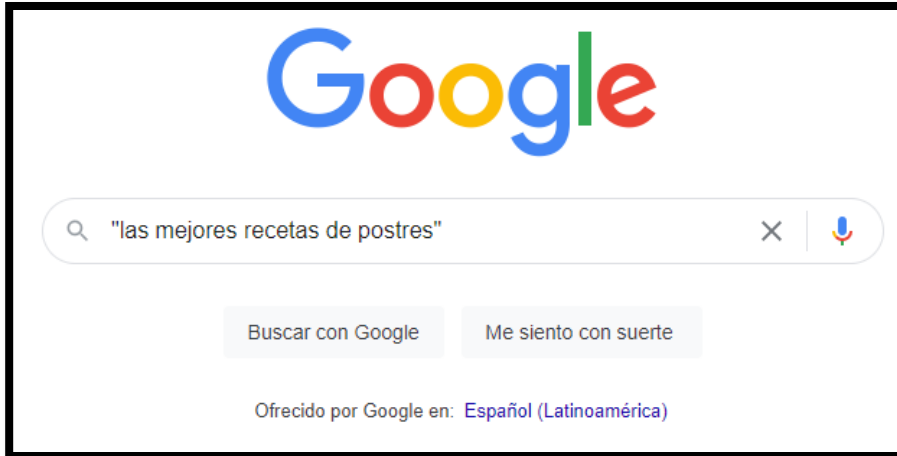 Google
"las mejores recetas de postres"
Buscar con Google
Me siento con suerte
Ofrecido por Google en: Español (Latinoamérica)